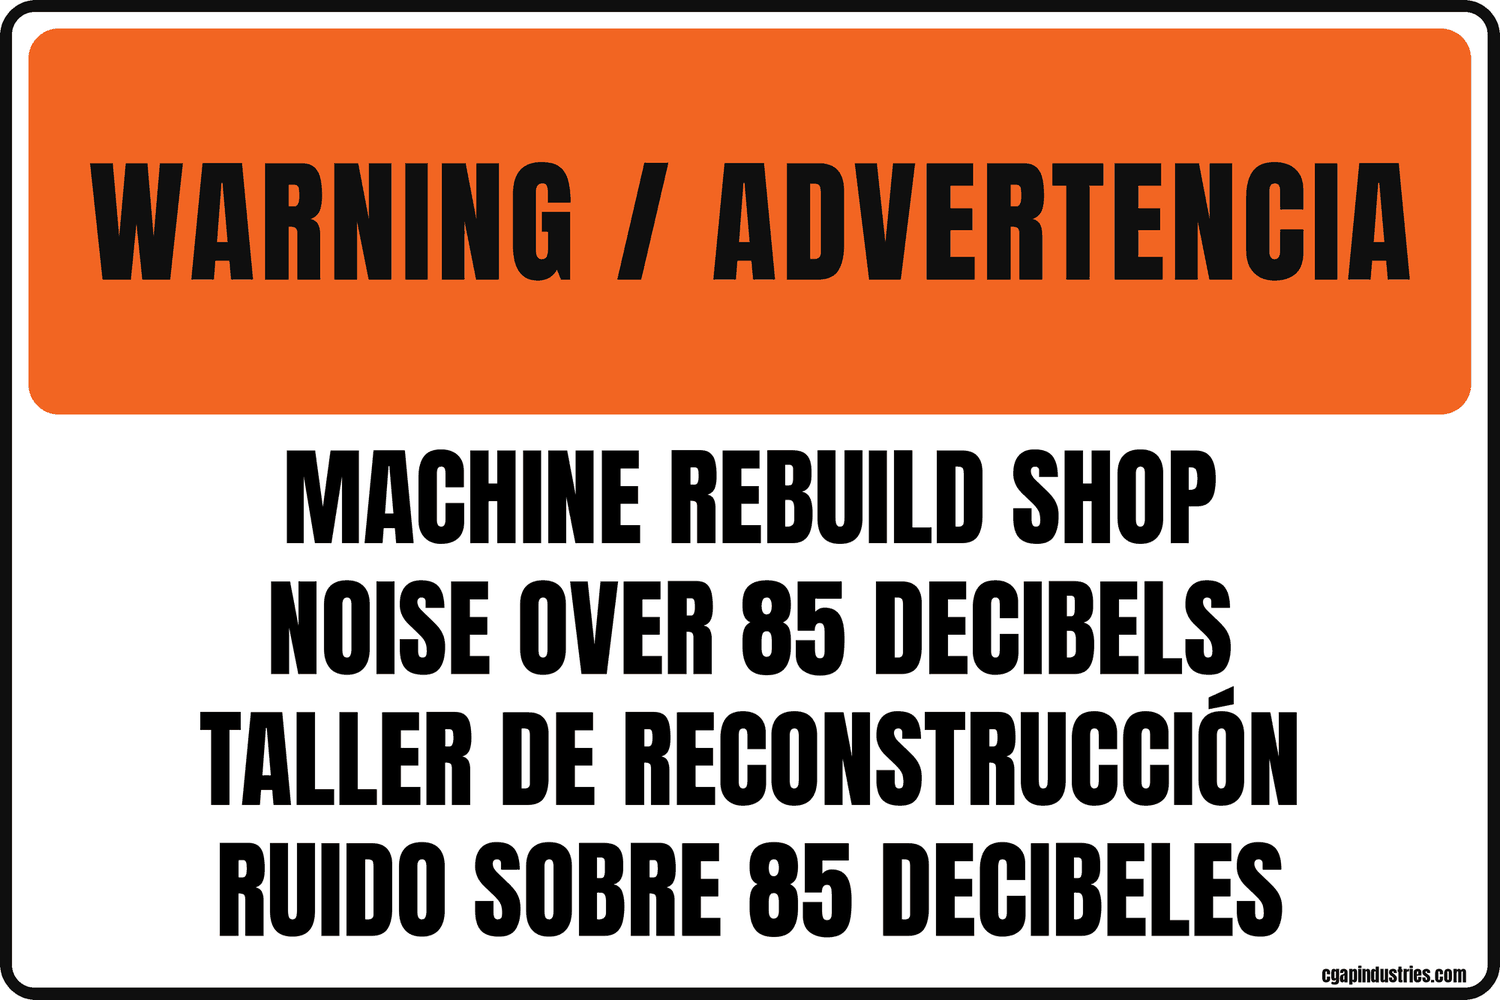 WARNING / ADVERTENCIA
MACHINE REBUILD SHOP
NOISE OVER 85 DECIBELS
TALLER DE RECONSTRUCCIÓN
RUIDO SOBRE 85 DECIBELES
cgapindustries.com